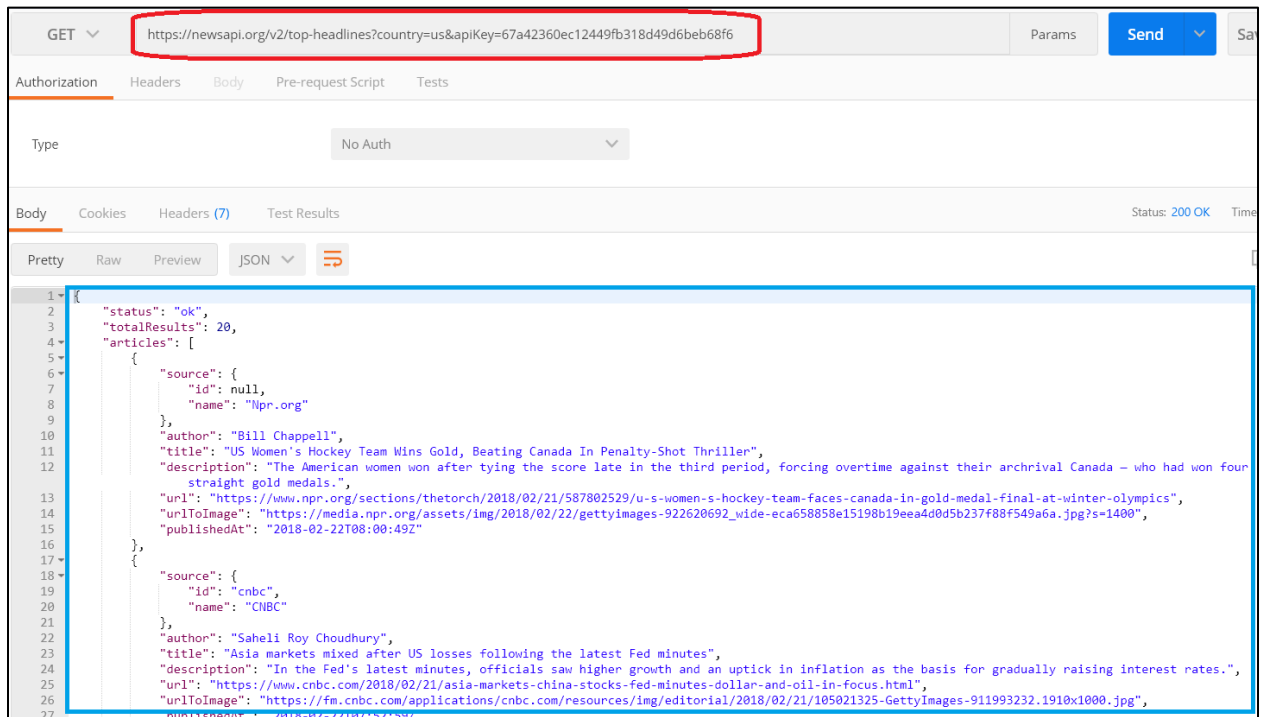 GET https://newsapi.org/v2/top-headlines?country=us&apiKey=67a42360ec12449fb318d49d6beb68f6 Params Send Sav
Authorization Headers Body Pre-request Script Tests
Type No Auth
Body Cookies Headers (7) Test Results Status: 200 OK Time
Pretty Raw Preview JSON
1 {
2 "status": "ok",
3 "totalResults": 20,
4 "articles": [
5 {
6 "source": {
7 "id": null,
8 "name": "Npr.org"
9 },
10 "author": "Bill Chappell",
11 "title": "US Women's Hockey Team Wins Gold, Beating Canada In Penalty-Shot Thriller",
12 "description": "The American women won after tying the score late in the third period, forcing overtime against their archrival Canada — who had won four
straight gold medals.",
13 "url": "https://www.npr.org/sections/thetorch/2018/02/21/587802529/u-s-women-s-hockey-team-faces-canada-in-gold-medal-final-at-winter-olympics",
14 "urlToImage": "https://media.npr.org/assets/img/2018/02/22/gettyimages-922620692_wide-eca658858e15198b19eea4d0d5b237f88f549a6a.jpg?s=1400",
15 "publishedAt": "2018-02-22T08:00:49Z"
16 },
17 {
18 "source": {
19 "id": "cnbc",
20 "name": "CNBC"
21 },
22 "author": "Saheli Roy Choudhury",
23 "title": "Asia markets mixed after US losses following the latest Fed minutes",
24 "description": "In the Fed's latest minutes, officials saw higher growth and an uptick in inflation as the basis for gradually raising interest rates.",
25 "url": "https://www.cnbc.com/2018/02/21/asia-markets-china-stocks-fed-minutes-dollar-and-oil-in-focus.html",
26 "urlToImage": "https://fm.cnbc.com/applications/cnbc.com/resources/img/editorial/2018/02/21/105021325-GettyImages-911993232.1910x1000.jpg",
27